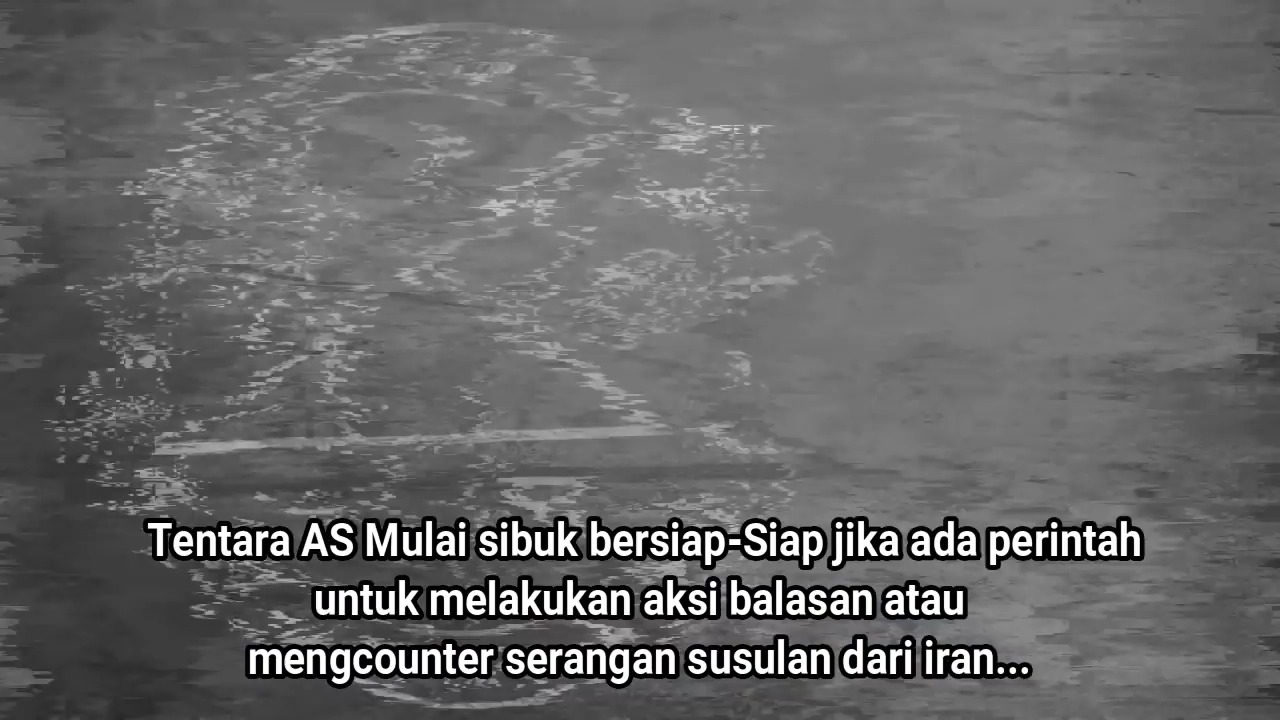 Tentara AS Mulai sibuk bersiap-Siap jika ada perintah
untuk melakukan aksi balasan atau
mengcounter serangan susulan dari iran...